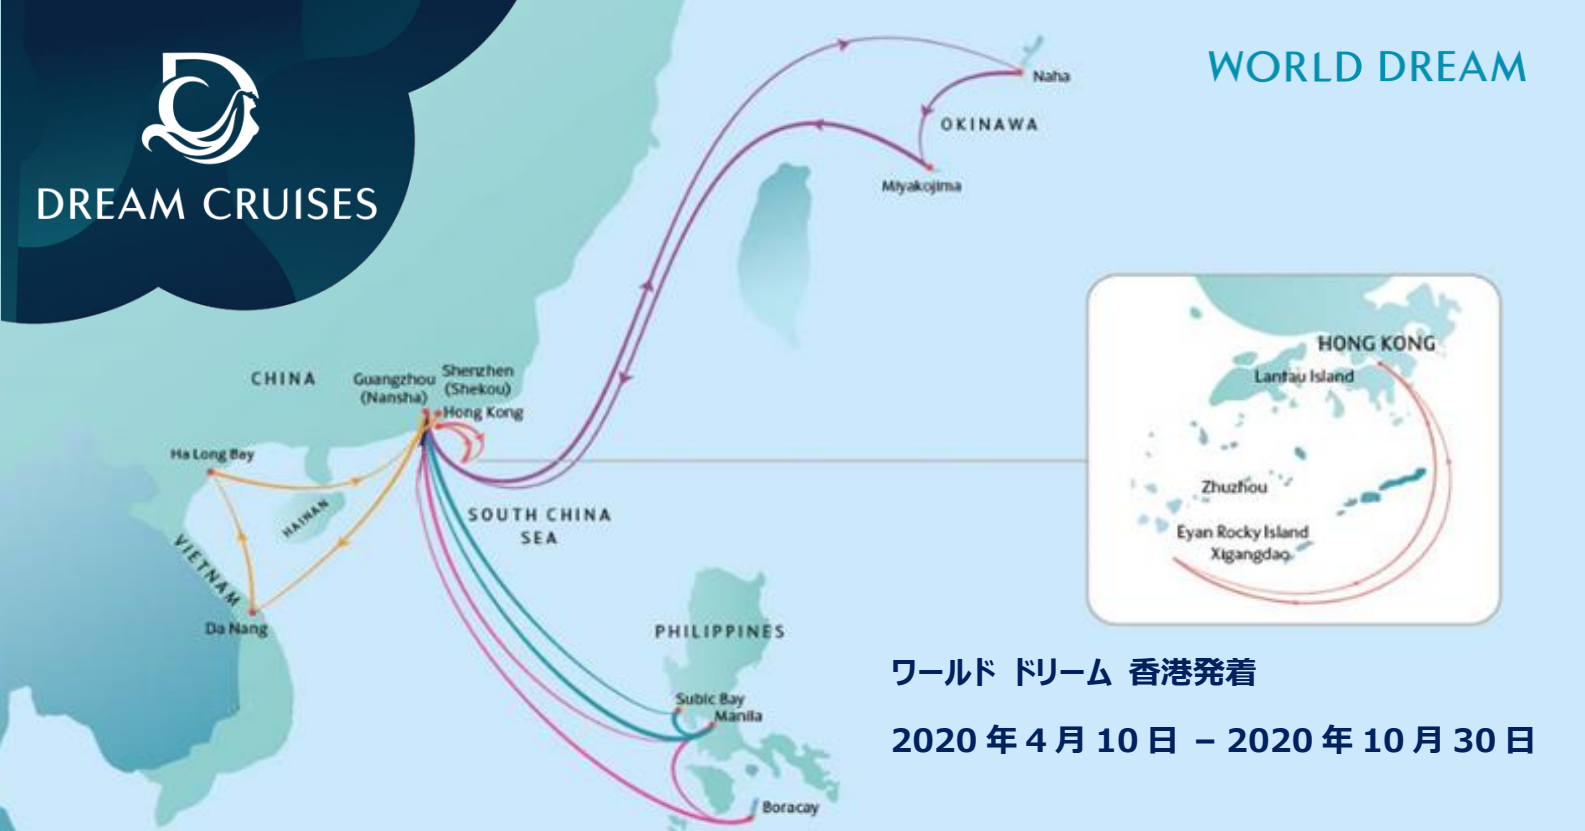 DREAM CRUISES
WORLD DREAM
Naha
OKINAWA
Miyakojima
CHINA
Guangzhou
(Nansha)
Shenzhen
(Shekou)
Hong Kong
Ha Long Bay
HAINAN
VIETNAM
Da Nang
SOUTH CHINA
SEA
PHILIPPINES
Subic Bay
Manila
Boracay
HONG KONG
Lantau Island
Zhuzhou
Eyan Rocky Island
Xigangdao
ワールド ドリーム 香港発着
2020 年 4 月 10 日 – 2020 年 10 月 30 日